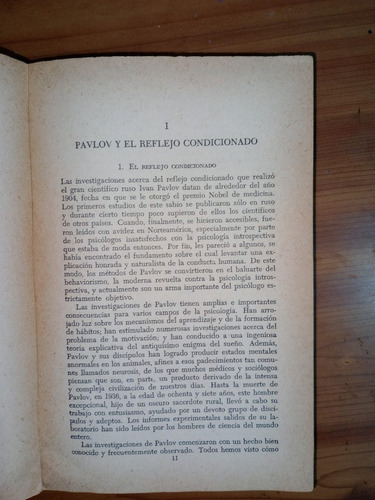 I
PAVLOV Y EL REFLEJO CONDICIONADO
1. EL REFLEJO CONDICIONADO
Las investigaciones acerca del reflejo condicionado que realizó
el gran científico ruso Ivan Pavlov datan de alrededor del año
1904, fecha en que se le otorgó el premio Nobel de medicina.
Los primeros estudios de este sabio se publicaron sólo en ruso
y durante cierto tiempo poco supieron de ellos los científicos
de otros países. Cuando, finalmente, se hicieron accesibles, fue-
ron leídos con avidez en Norteamérica, especialmente por parte
de los psicólogos insatisfechos con la psicología introspectiva
que estaba de moda entonces. Por fin, les pareció a algunos, se
había encontrado el fundamento sobre el cual levantar una ex-
plicación honrada y naturalista de la conducta humana. De este
modo, los métodos de Pavlov se convirtieron en el baluarte del
behaviorismo, la moderna revuelta contra la psicología intros-
pectiva, y actualmente son un arma importante del psicólogo es-
trictamente objetivo.
Las investigaciones de Pavlov tienen amplias e importantes
consecuencias para varios campos de la psicología. Han arro-
jado luz sobre los mecanismos del aprendizaje y de la formación
de hábitos; han estimulado numerosas investigaciones acerca del
problema de la motivación; y han conducido a una ingeniosa
teoría explicativa del antiquísimo enigma del sueño. Además,
Pavlov y sus discípulos han logrado producir estados mentales
anormales en los animales, afines a esos padecimientos tan comu-
nes llamados neurosis, de los que muchos médicos y sociólogos
piensan que son, en parte, un producto derivado de la intensa
y compleja civilización de nuestros días. Hasta la muerte de
Pavlov, en 1936, a la edad de ochenta y siete años, este hombre
excepcional, hijo de un oscuro sacerdote rural, llevó a cabo su
trabajo con entusiasmo, ayudado por un devoto grupo de discí-
pulos y adeptos. Los informes experimentales salidos de su la-
boratorio han sido leídos por los hombres de ciencia del mundo
entero.
Las investigaciones de Pavlov comenzaron con un hecho bien
conocido y frecuentemente observado. Todos hemos visto cómo
11